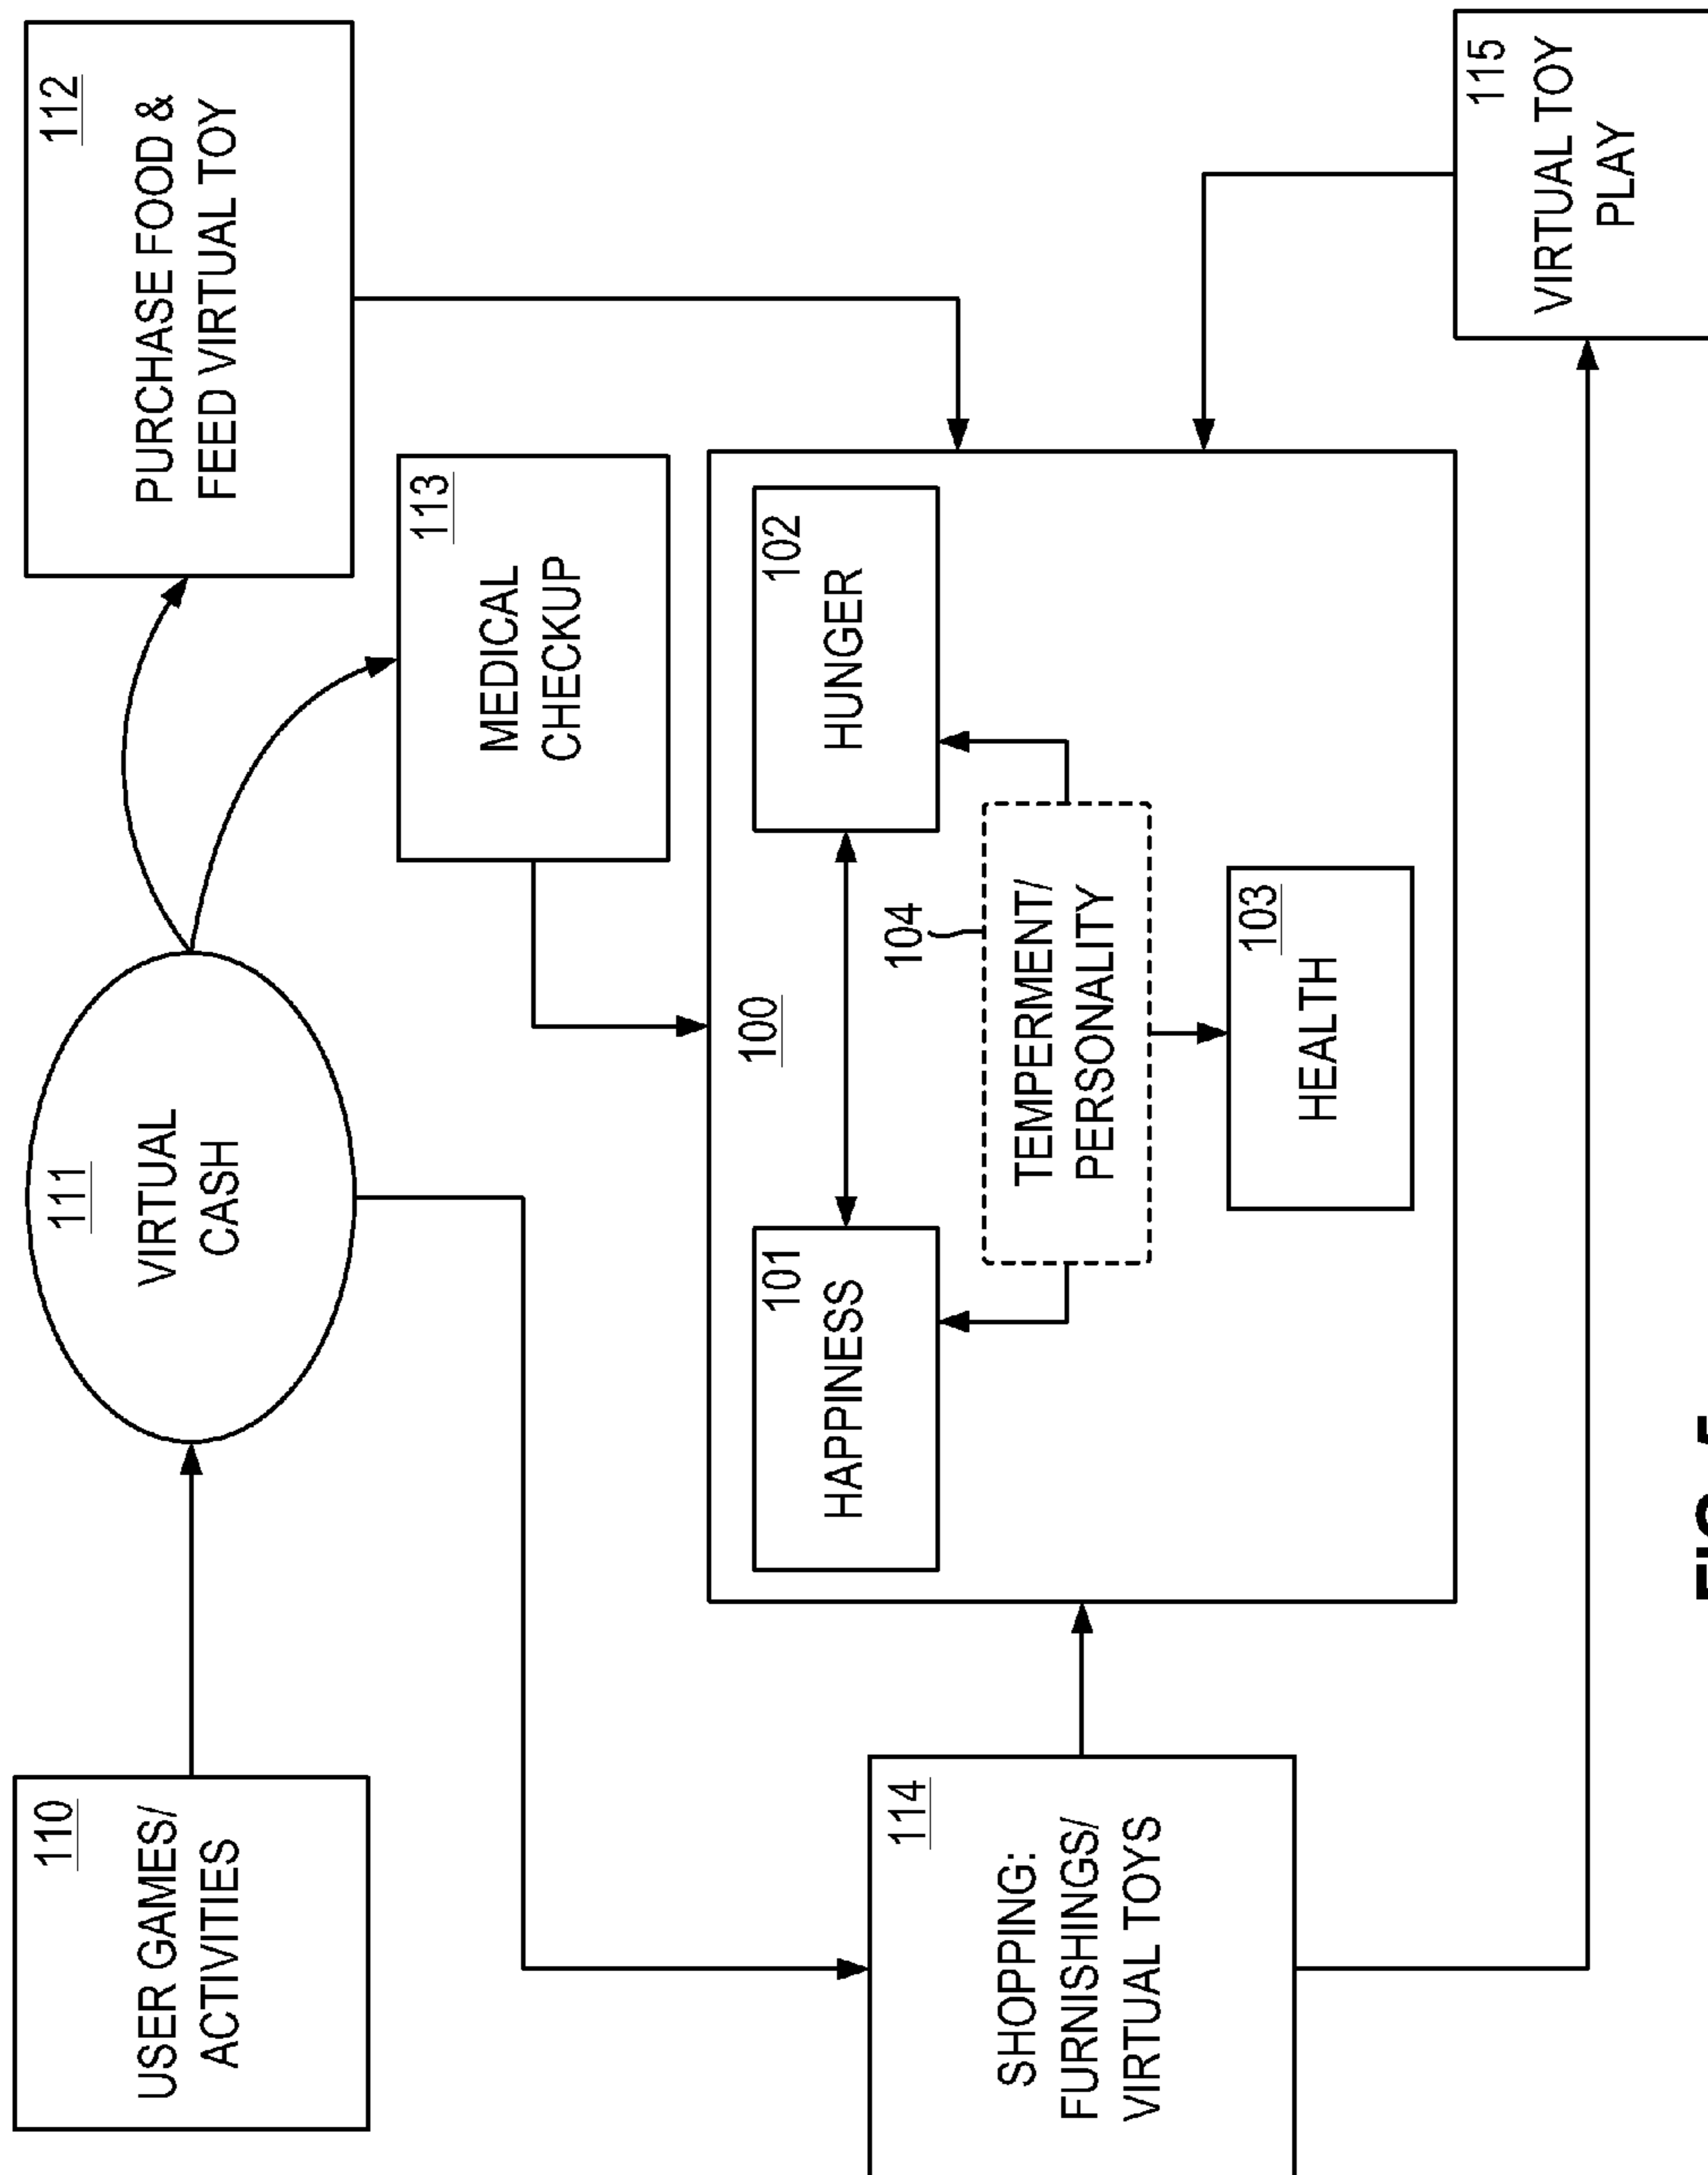 110
USER GAMES/
ACTIVITIES
111
VIRTUAL
CASH
112
PURCHASE FOOD &
FEED VIRTUAL TOY
113
MEDICAL
CHECKUP
100
101
HAPPINESS
102
HUNGER
104
TEMPERMENT/
PERSONALITY
103
HEALTH
114
SHOPPING:
FURNISHINGS/
VIRTUAL TOYS
115
VIRTUAL TOY
PLAY